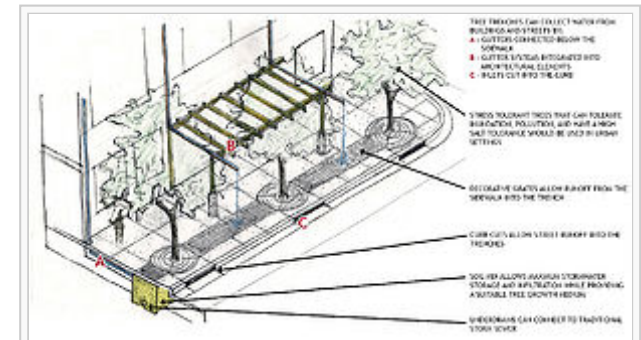 TREE TRENCHES CAN COLLECT WATER FROM
BUILDINGS AND STREETS BY:
A - GUTTERS CONNECTED BELOW THE
SIDEWALK
B - GUTTER SYSTEMS INTEGRATED INTO
ARCHITECTURAL ELEMENTS
C - INLETS CUT INTO THE CURB
STRESS TOLERANT TREES THAT CAN TOLERATE
INUNDATION, POLLUTION, AND HAVE A HIGH
SALT TOLERANCE SHOULD BE USED IN URBAN
SETTINGS
B
DECORATIVE GRATES ALLOW RUNOFF FROM THE
SIDEWALK INTO THE TRENCH
C
CURB CUTS ALLOW STREET RUNOFF INTO THE
TRENCHES
A
SOIL MIX ALLOWS MAXIMUM STORMWATER
STORAGE AND INFILTRATION WHILE PROVIDING
A SUITABLE TREE GROWTH MEDIUM
UNDERDRAINS CAN CONNECT TO TRADITIONAL
STORM SEWER